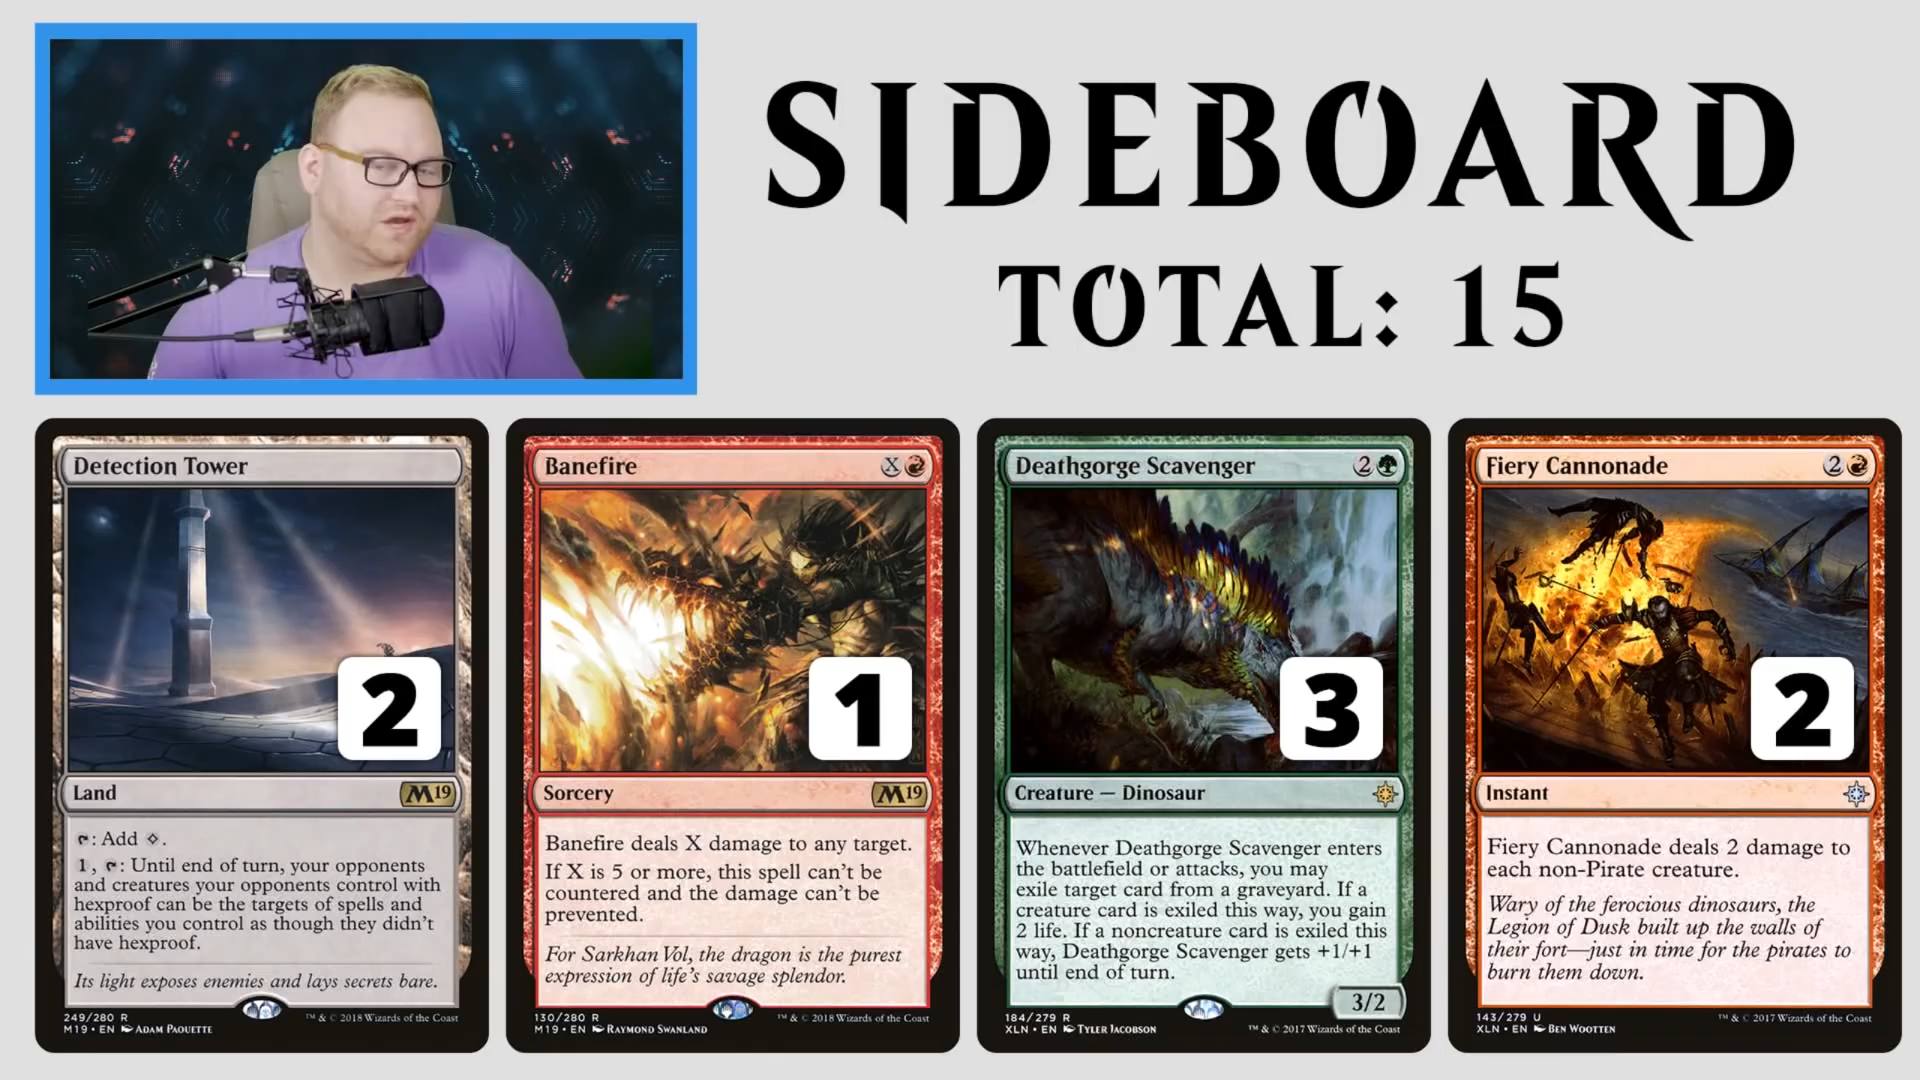 SIDEBOARD
TOTAL: 15
Detection Tower
2
Land
M19
: Add .
1, : Until end of turn, your opponents
and creatures your opponents control with
hexproof can be the targets of spells and
abilities you control as though they didn't
have hexproof.
Its light exposes enemies and lays secrets bare.
249/280 R
M19 • EN ADAM PAQUETTE
™ & © 2018 Wizards of the Coast
Banefire
X
1
Sorcery
M19
Banefire deals X damage to any target.
If X is 5 or more, this spell can't be
countered and the damage can't be
prevented.
For Sarkhan Vol, the dragon is the purest
expression of life's savage splendor.
130/280 R
M19 • EN RAYMOND SWANLAND
™ & © 2018 Wizards of the Coast
Deathgorge Scavenger
2
3
Creature — Dinosaur
Whenever Deathgorge Scavenger enters
the battlefield or attacks, you may
exile target card from a graveyard. If a
creature card is exiled this way, you gain
2 life. If a noncreature card is exiled this
way, Deathgorge Scavenger gets +1/+1
until end of turn.
3/2
184/279 R
XLN • EN TYLER JACOBSON
™ & © 2017 Wizards of the Coast
Fiery Cannonade
2
2
Instant
Fiery Cannonade deals 2 damage to
each non-Pirate creature.
Wary of the ferocious dinosaurs, the
Legion of Dusk built up the walls of
their fort—just in time for the pirates to
burn them down.
143/279 U
XLN • EN BEN WOOTTEN
™ & © 2017 Wizards of the Coast